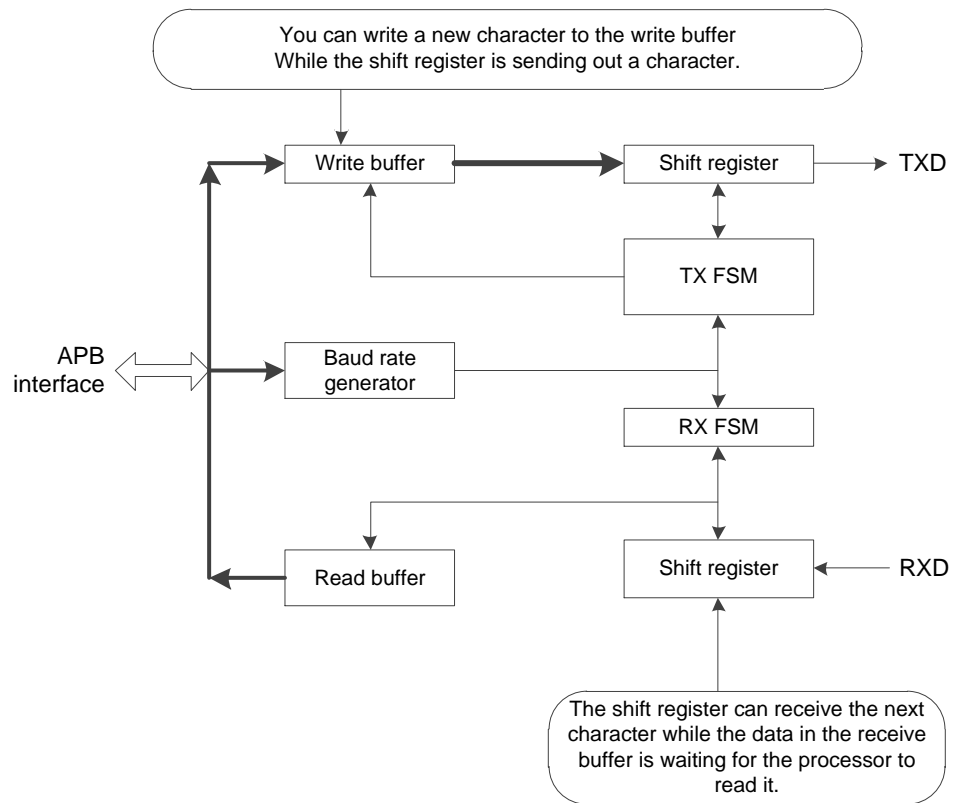 You can write a new character to the write buffer
While the shift register is sending out a character.
Write buffer
Shift register
TXD
TX FSM
APB
interface
Baud rate
generator
RX FSM
Read buffer
Shift register
RXD
The shift register can receive the next
character while the data in the receive
buffer is waiting for the processor to
read it.